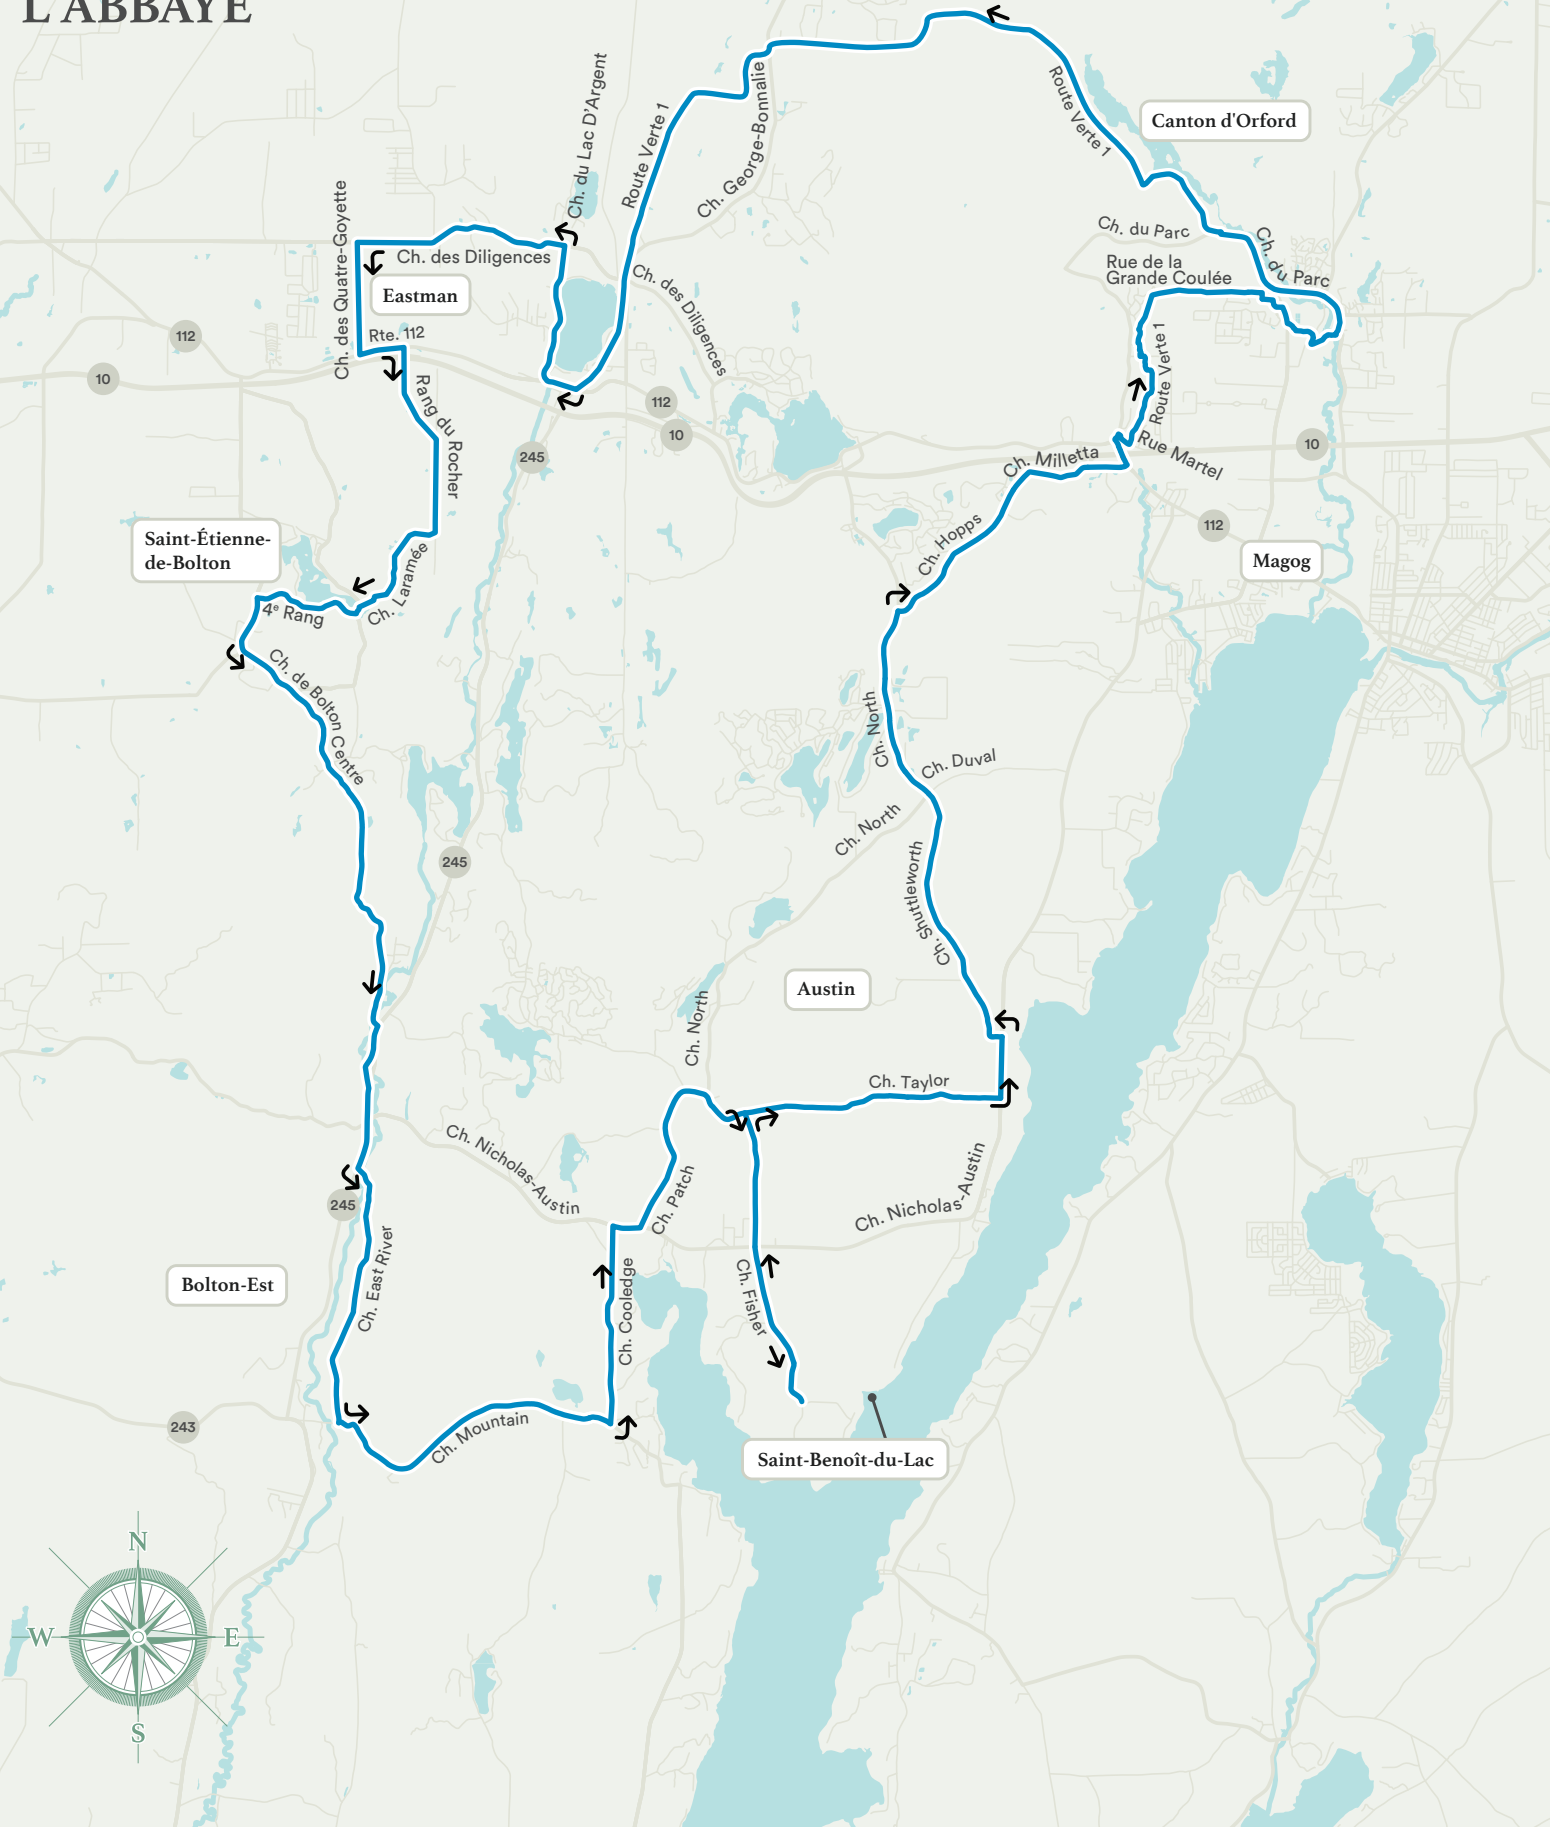 L'ABBAYE
Canton d'Orford
Route Verte 1
Ch. du Lac D'Argent
Route Verte 1
Ch. George-Bonnalie
Ch. des Quatre-Goyette
Ch. des Diligences
Eastman
Rte. 112
112
10
Rang du Rocher
Ch. des Diligences
112
10
245
Ch. du Parc
Ch. du Parc
Rue de la
Grande Coulée
Route Verte 1
Rue Martel
10
Ch. Milletta
112
Magog
Ch. Hopps
Saint-Étienne-
de-Bolton
Ch. Laramée
4e Rang
Ch. de Bolton Centre
Ch. North
Ch. Duval
Ch. North
245
Ch. Shuttleworth
Austin
Ch. North
Ch. Taylor
Ch. Nicholas-Austin
Ch. Patch
Ch. Nicholas-Austin
245
Ch. East River
Bolton-Est
Ch. Cooledge
Ch. Fisher
243
Ch. Mountain
Saint-Benoît-du-Lac
N
W
E
S